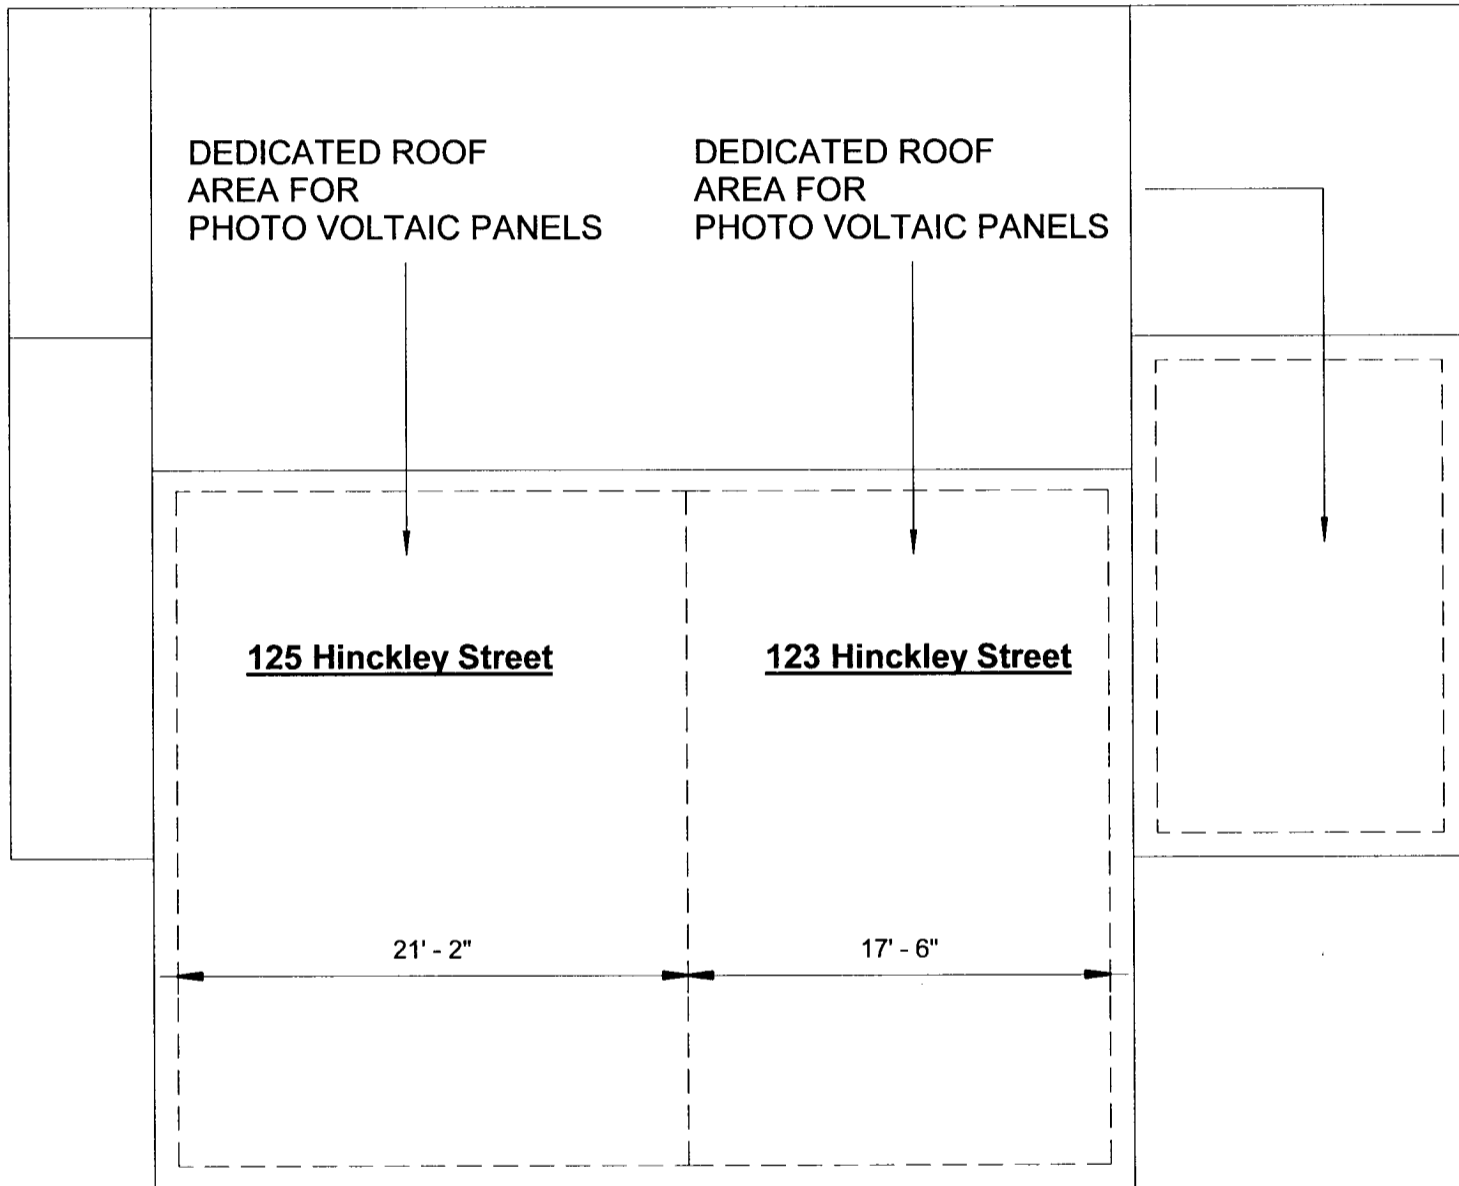 DEDICATED ROOF
AREA FOR
PHOTO VOLTAIC PANELS
DEDICATED ROOF
AREA FOR
PHOTO VOLTAIC PANELS
125 Hinckley Street
123 Hinckley Street
21' - 2"
17' - 6"